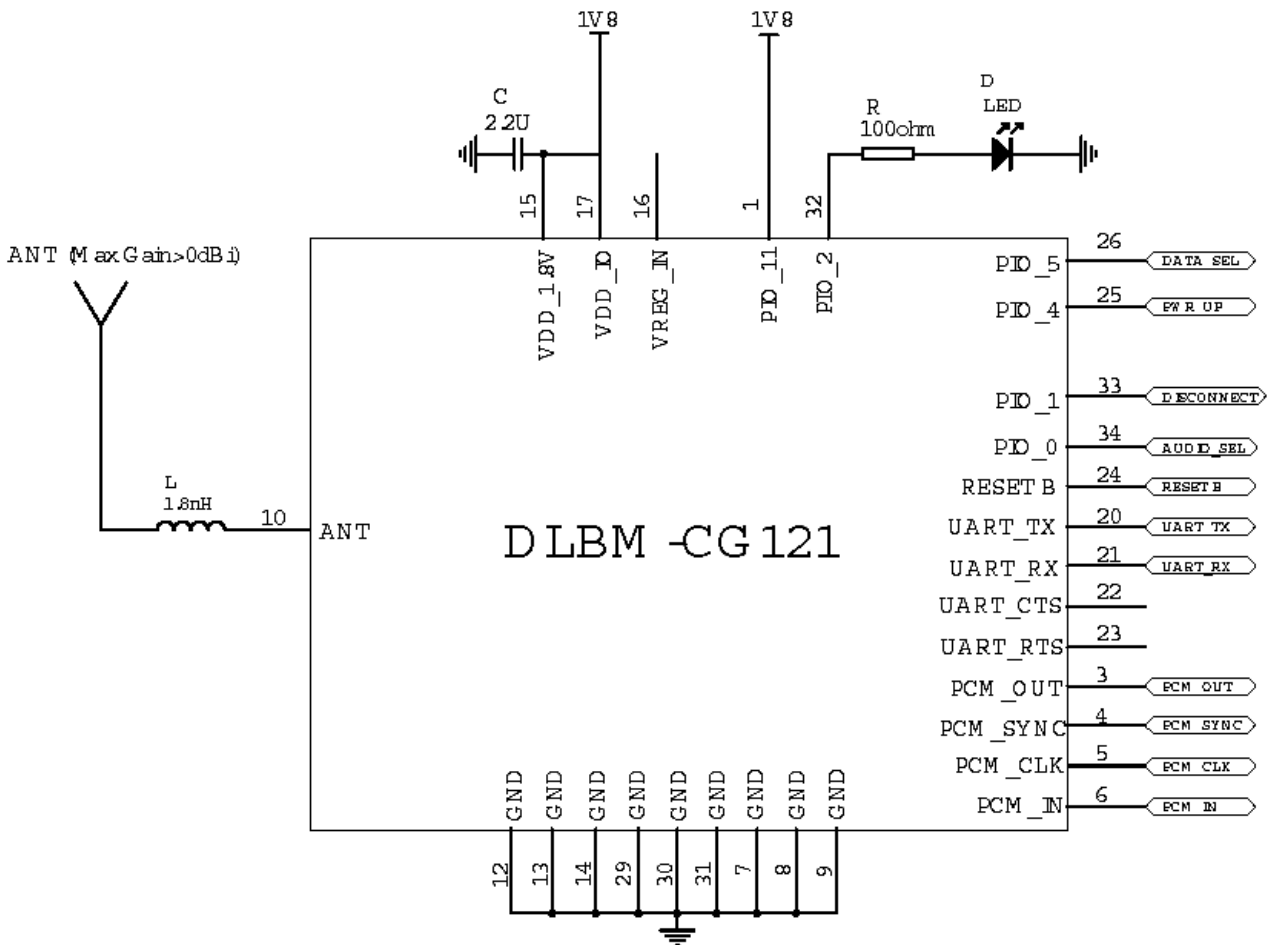 1V8
1V8
C
2.2U
R
100ohm
D
LED
15
17
16
1
32
VDD_1.8V
VDD_IO
VREG_IN
PIO_11
PIO_2
ANT (Max Gain>0dBi)
L
1.8nH
10
ANT
DLBM-CG121
PIO_5 26 DATA SEL
PIO_4 25 PWR UP
PIO_1 33 DISCONNECT
PIO_0 34 AUDIO_SEL
RESETB 24 RESETB
UART_TX 20 UART TX
UART_RX 21 UART_RX
UART_CTS 22
UART_RTS 23
PCM_OUT 3 PCM OUT
PCM_SYNC 4 PCM SYNC
PCM_CLK 5 PCM CLK
PCM_IN 6 PCM IN
GND GND GND GND GND GND GND GND GND
12 13 14 29 30 31 7 8 9